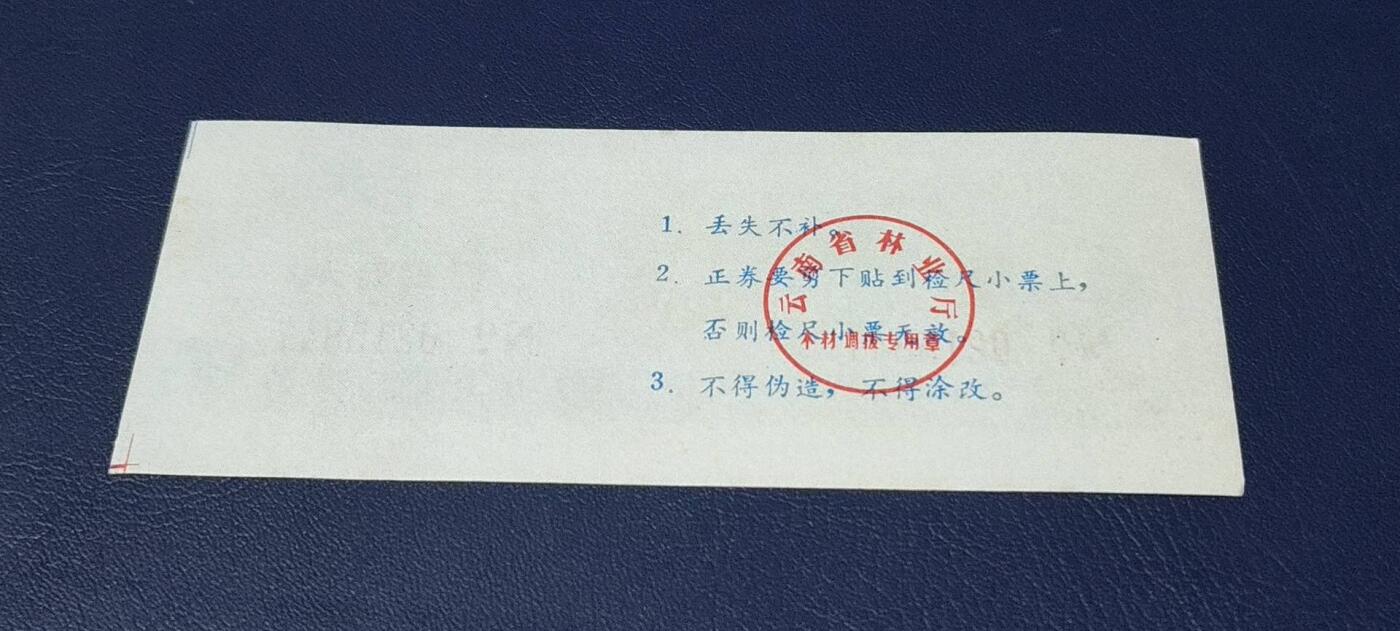 1. 丢失不补。
2. 正券要剪下贴到检尺小票上，
否则检尺小票无效。
3. 不得伪造，不得涂改。
云南省林业厅
木材调拨专用章